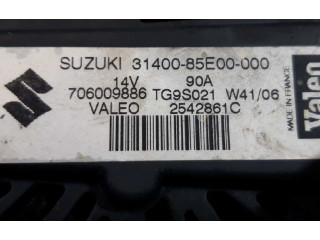 SUZUKI 31400-85E00-000
14V 90A
706009886 TG9S021 W41/06
VALEO 2542861C
Valeo
MADE IN FRANCE